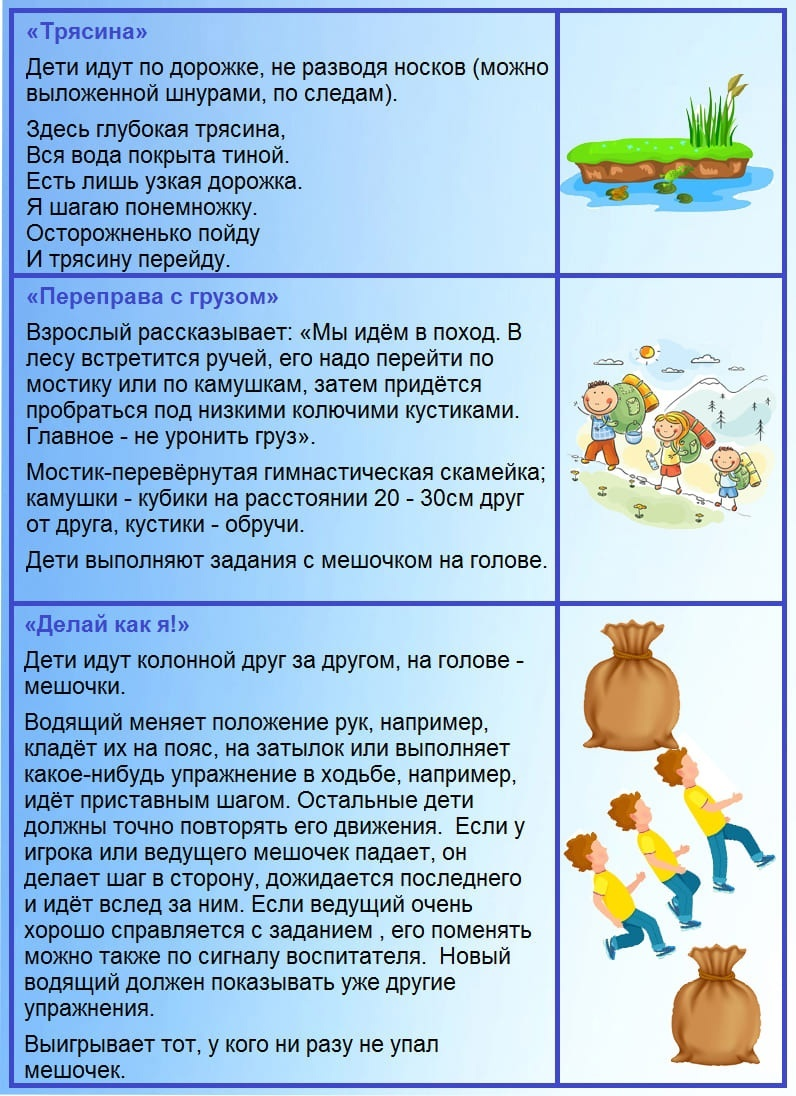 «Трясина»
Дети идут по дорожке, не разводя носков (можно
выложенной шнурами, по следам).
Здесь глубокая трясина,
Вся вода покрыта тиной.
Есть лишь узкая дорожка.
Я шагаю понемножку.
Осторожненько пойду
И трясину перейду.
«Переправа с грузом»
Взрослый рассказывает: «Мы идём в поход. В
лесу встретится ручей, его надо перейти по
мостику или по камушкам, затем придётся
пробраться под низкими колючими кустиками.
Главное - не уронить груз».
Мостик-перевёрнутая гимнастическая скамейка;
камушки - кубики на расстоянии 20 - 30см друг
от друга, кустики - обручи.
Дети выполняют задания с мешочком на голове.
«Делай как я!»
Дети идут колонной друг за другом, на голове -
мешочки.
Водящий меняет положение рук, например,
кладёт их на пояс, на затылок или выполняет
какое-нибудь упражнение в ходьбе, например,
идёт приставным шагом. Остальные дети
должны точно повторять его движения.  Если у
игрока или ведущего мешочек падает, он
делает шаг в сторону, дожидается последнего
и идёт вслед за ним. Если ведущий очень
хорошо справляется с заданием , его поменять
можно также по сигналу воспитателя.  Новый
водящий должен показывать уже другие
упражнения.
Выигрывает тот, у кого ни разу не упал
мешочек.